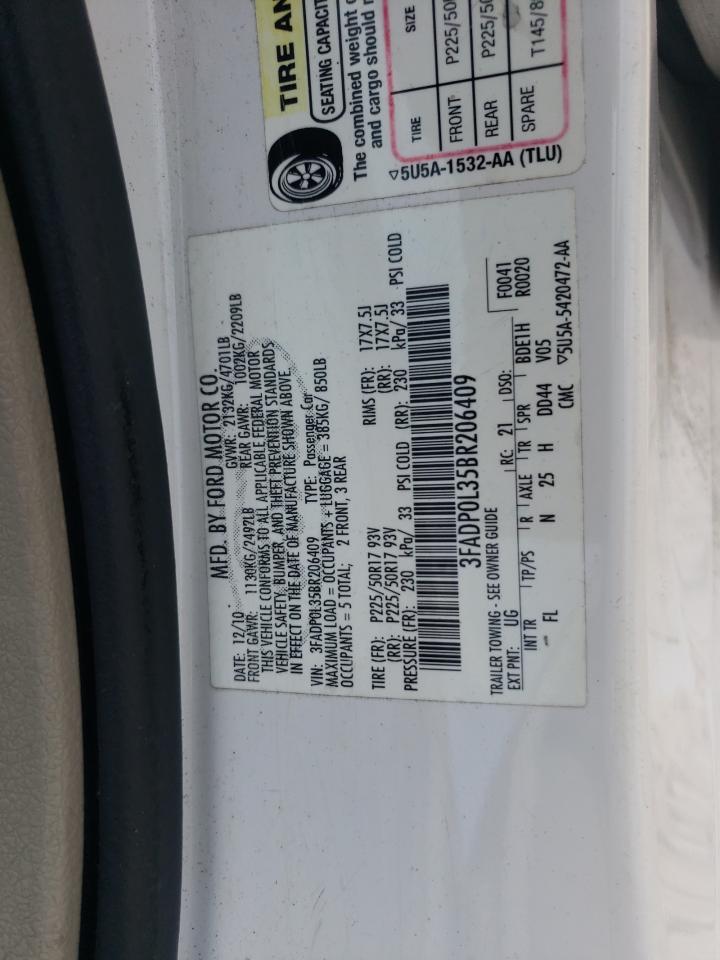 MFD. BY FORD MOTOR CO.
DATE: 12/10 GVWR: 2132KG/4701LB
FRONT GAWR: 1130KG/2492LB REAR GAWR: 1002KG/2209LB
THIS VEHICLE CONFORMS TO ALL APPLICABLE FEDERAL MOTOR
VEHICLE SAFETY, BUMPER, AND THEFT PREVENTION STANDARDS
IN EFFECT ON THE DATE OF MANUFACTURE SHOWN ABOVE.
VIN: 3FADP0L35BR206409 TYPE: Passenger Car
MAXIMUM LOAD = OCCUPANTS + LUGGAGE = 385KG/ 850LB
OCCUPANTS = 5 TOTAL; 2 FRONT, 3 REAR
TIRE (FR): P225/50R17 93V RIMS (FR): 17X7.5J
(RR): P225/50R17 93V (RR): 17X7.5J
PRESSURE (FR): 230 kPa/ 33 PSI COLD (RR): 230 kPa/ 33 PSI COLD
3FADP0L35BR206409
TRAILER TOWING - SEE OWNER GUIDE F0041
EXT PNT: UG RC: 21 DSO: R0020
INT TR TP/PS R AXLE TR SPR BDE1H
FL N 25 H DD44 V05
CMC ▽5U5A-5420472-AA
TIRE AN
SEATING CAPACIT
The combined weight
and cargo should
TIRE SIZE
FRONT P225/50
REAR P225/5
SPARE T145/8
▽5U5A-1532-AA (TLU)